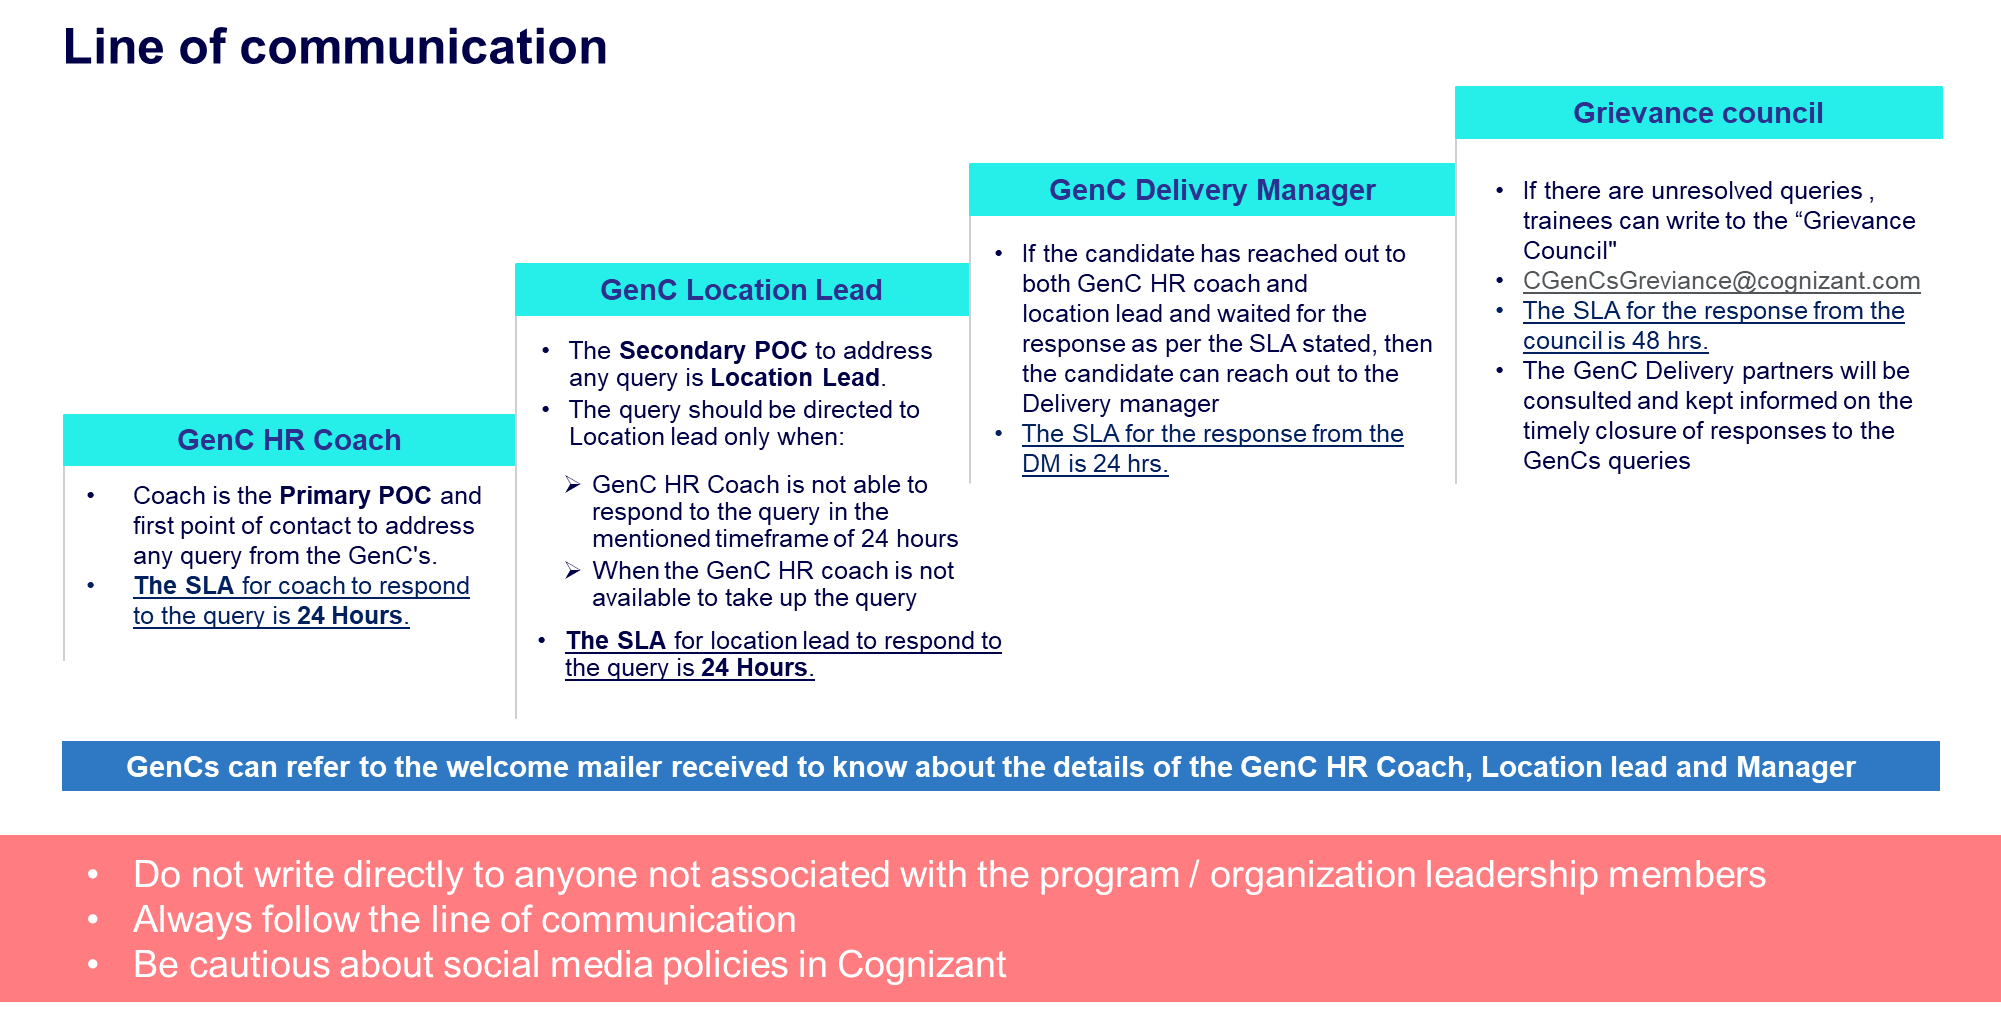 Line of communication
GenC HR Coach
• Coach is the Primary POC and
first point of contact to address
any query from the GenC's.
• The SLA for coach to respond
to the query is 24 Hours.
GenC Location Lead
• The Secondary POC to address
any query is Location Lead.
• The query should be directed to
Location lead only when:
➢ GenC HR Coach is not able to
respond to the query in the
mentioned timeframe of 24 hours
➢ When the GenC HR coach is not
available to take up the query
• The SLA for location lead to respond to
the query is 24 Hours.
GenC Delivery Manager
• If the candidate has reached out to
both GenC HR coach and
location lead and waited for the
response as per the SLA stated, then
the candidate can reach out to the
Delivery manager
• The SLA for the response from the
DM is 24 hrs.
Grievance council
• If there are unresolved queries ,
trainees can write to the “Grievance
Council"
• CGenCsGreviance@cognizant.com
• The SLA for the response from the
council is 48 hrs.
• The GenC Delivery partners will be
consulted and kept informed on the
timely closure of responses to the
GenCs queries
GenCs can refer to the welcome mailer received to know about the details of the GenC HR Coach, Location lead and Manager
• Do not write directly to anyone not associated with the program / organization leadership members
• Always follow the line of communication
• Be cautious about social media policies in Cognizant